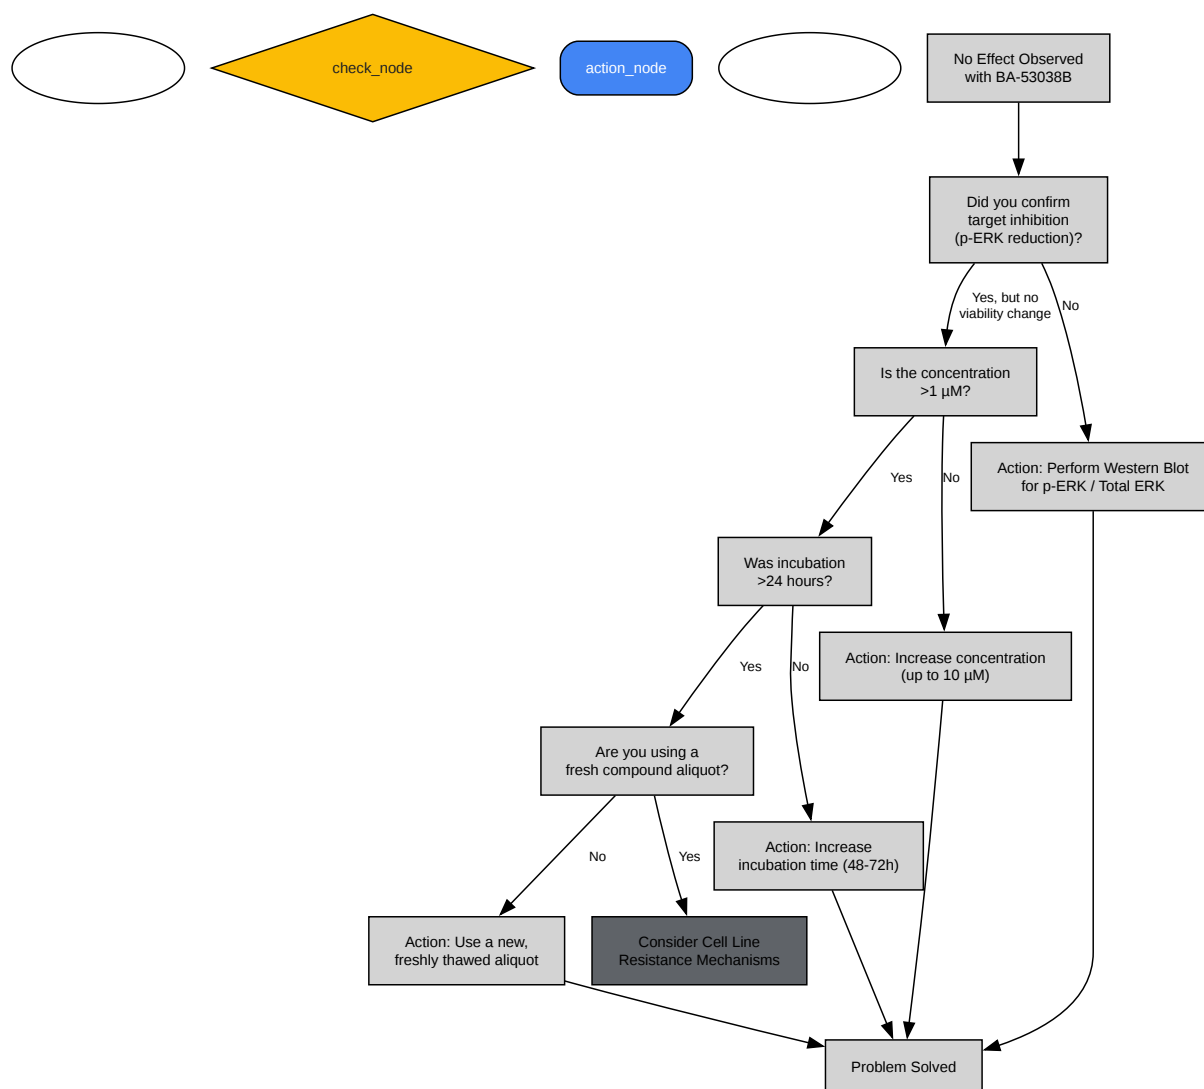 check_node
action_node
No Effect Observed
with BA-53038B
Did you confirm
target inhibition
(p-ERK reduction)?
Yes, but no
viability change
No
Is the concentration
>1 µM?
Action: Perform Western Blot
for p-ERK / Total ERK
Yes
No
Was incubation
>24 hours?
Action: Increase concentration
(up to 10 µM)
Yes
No
Are you using a
fresh compound aliquot?
Action: Increase
incubation time (48-72h)
No
Yes
Action: Use a new,
freshly thawed aliquot
Consider Cell Line
Resistance Mechanisms
Problem Solved